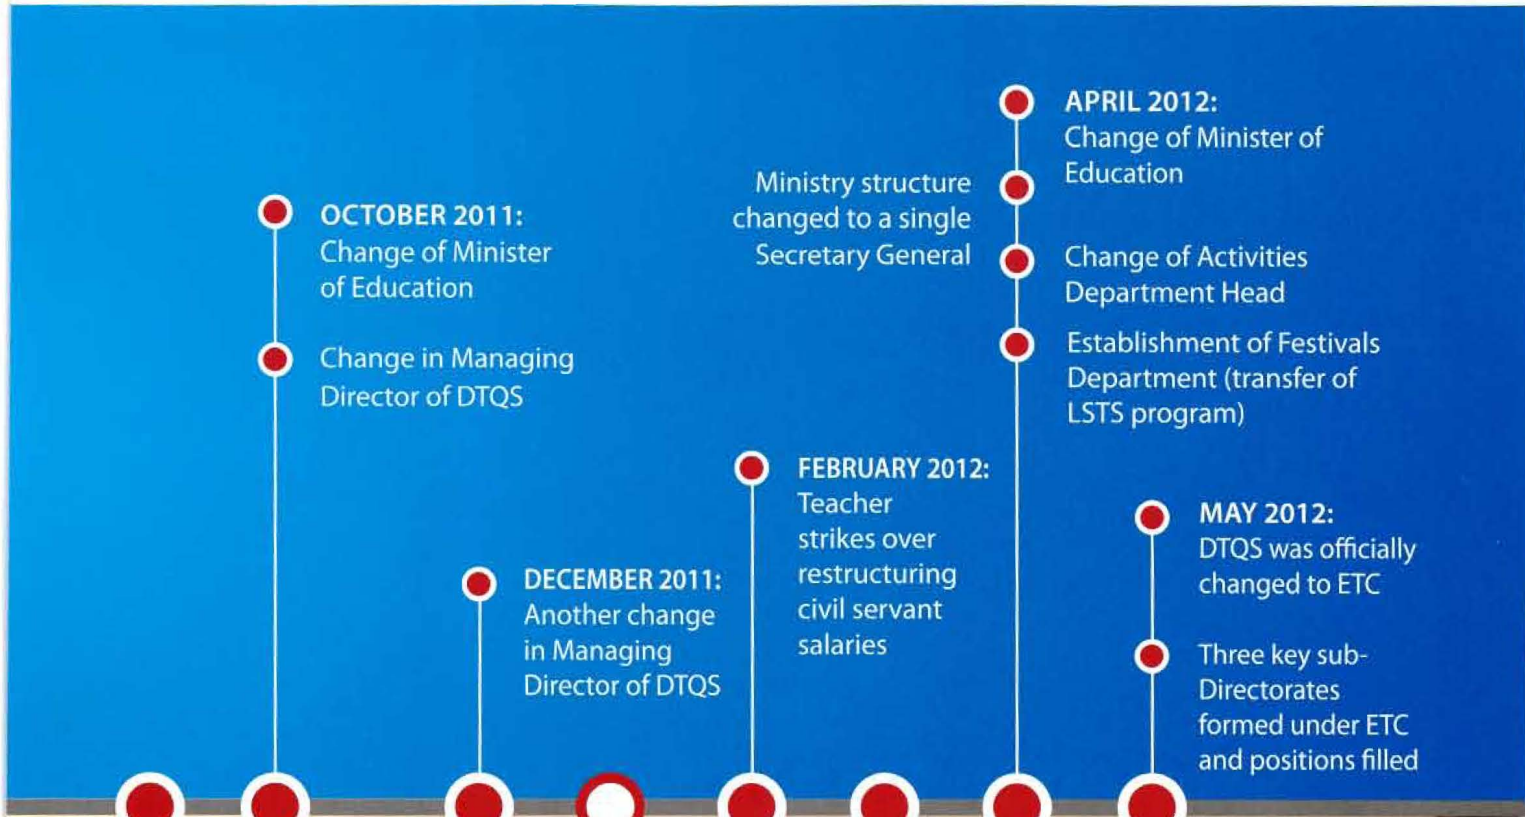 OCTOBER 2011:
Change of Minister
of Education
Change in Managing
Director of DTQS
DECEMBER 2011:
Another change
in Managing
Director of DTQS
FEBRUARY 2012:
Teacher
strikes over
restructuring
civil servant
salaries
APRIL 2012:
Change of Minister of
Education
Ministry structure
changed to a single
Secretary General
Change of Activities
Department Head
Establishment of Festivals
Department (transfer of
LSTS program)
MAY 2012:
DTQS was officially
changed to ETC
Three key sub-
Directorates
formed under ETC
and positions filled